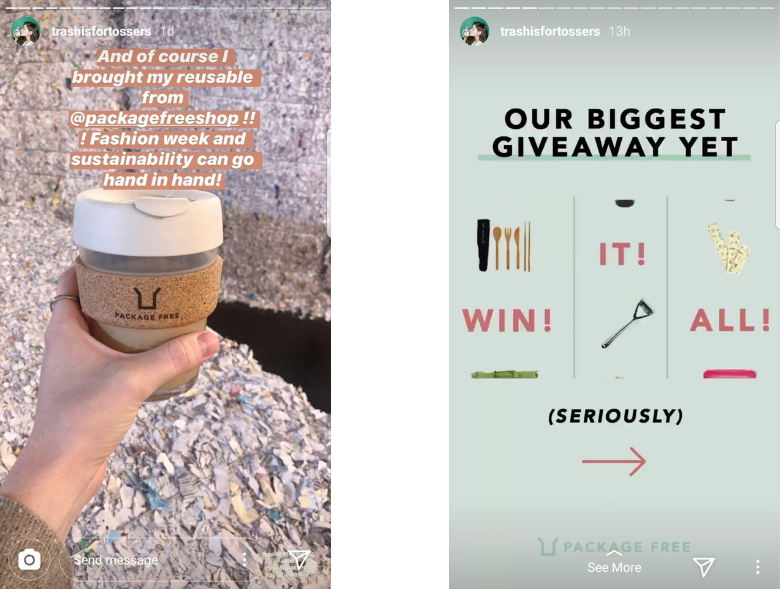 trashisfortossers 1d
And of course I
brought my reusable
from
@packagefreeshop !!
! Fashion week and
sustainability can go
hand in hand!
PACKAGE FREE
Send message
trashisfortossers 13h
OUR BIGGEST
GIVEAWAY YET
IT!
WIN! ALL!
(SERIOUSLY)
PACKAGE FREE
See More